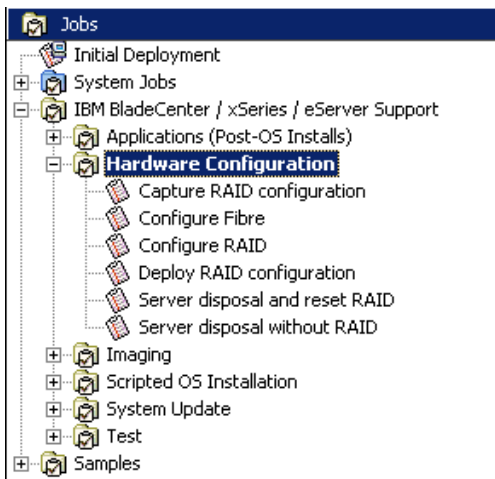 Jobs
Initial Deployment
System Jobs
IBM BladeCenter / xSeries / eServer Support
Applications (Post-OS Installs)
Hardware Configuration
Capture RAID configuration
Configure Fibre
Configure RAID
Deploy RAID configuration
Server disposal and reset RAID
Server disposal without RAID
Imaging
Scripted OS Installation
System Update
Test
Samples